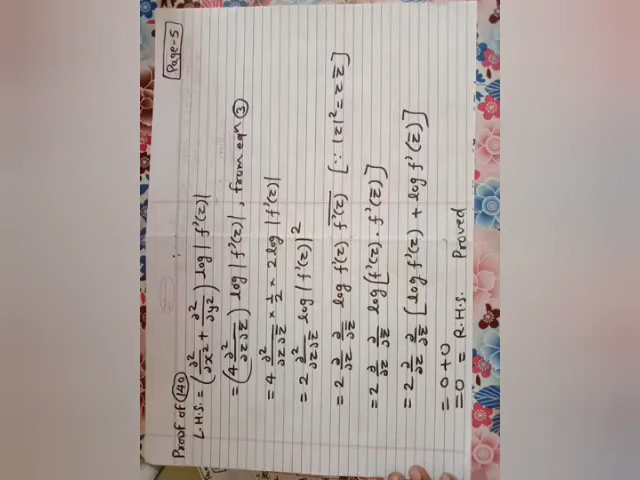 Page-5
Proof of (140)
L.H.S. = (∂²/∂x² + ∂²/∂y²) log |f'(z)|
= (4 ∂²/∂z∂z̅) log |f'(z)|, from eqⁿ (3)
= 4 ∂²/∂z∂z̅ × 1/2 × 2 log |f'(z)|
= 2 ∂²/∂z∂z̅ log |f'(z)|²
= 2 ∂/∂z ∂/∂z̅ log f'(z) f'(z)̅ [∵ |z|² = z z̅]
= 2 ∂/∂z ∂/∂z̅ log [f'(z) · f'(z̅)]
= 2 ∂/∂z ∂/∂z̅ [log f'(z) + log f'(z̅)]
= 0+0
= 0 = R.H.S. Proved